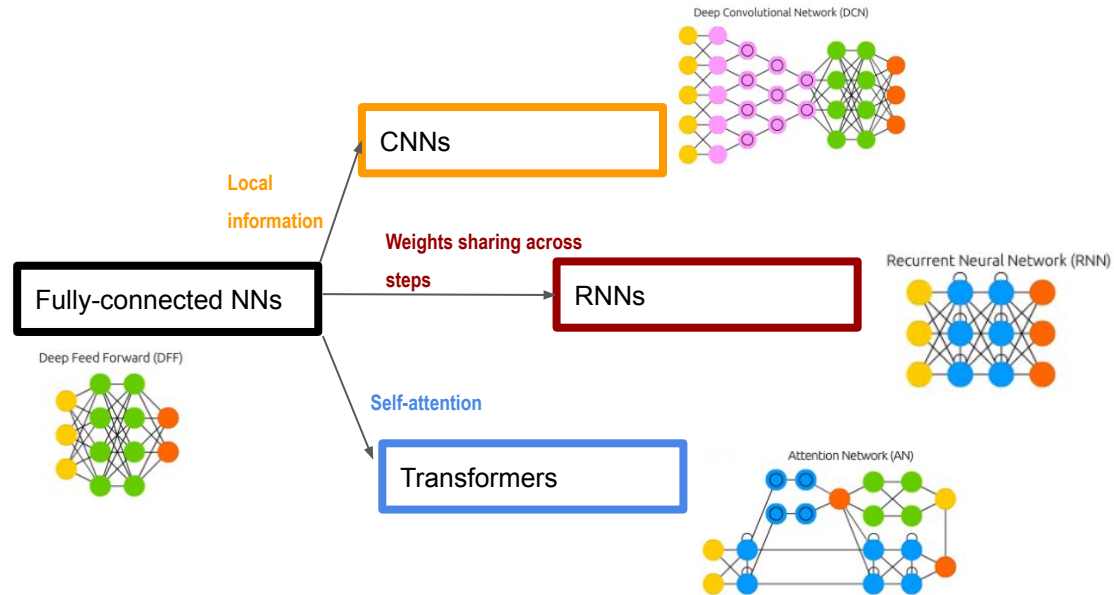 Deep Convolutional Network (DCN)
CNNs
Local
information
Weights sharing across
steps
Recurrent Neural Network (RNN)
Fully-connected NNs
RNNs
Deep Feed Forward (DFF)
Self-attention
Attention Network (AN)
Transformers